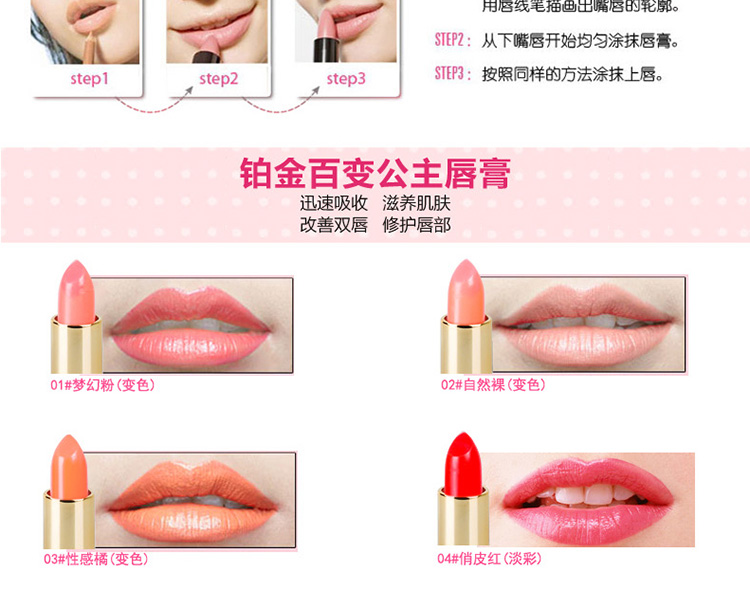 用唇线笔描画出嘴唇的轮廓。
STEP2: 从下嘴唇开始均匀涂抹唇膏。
STEP3: 按照同样的方法涂抹上唇。
step1 step2 step3
铂金百变公主唇膏
迅速吸收 滋养肌肤
改善双唇 修护唇部
01#梦幻粉(变色)
02#自然裸(变色)
03#性感橘(变色)
04#俏皮红(淡彩)